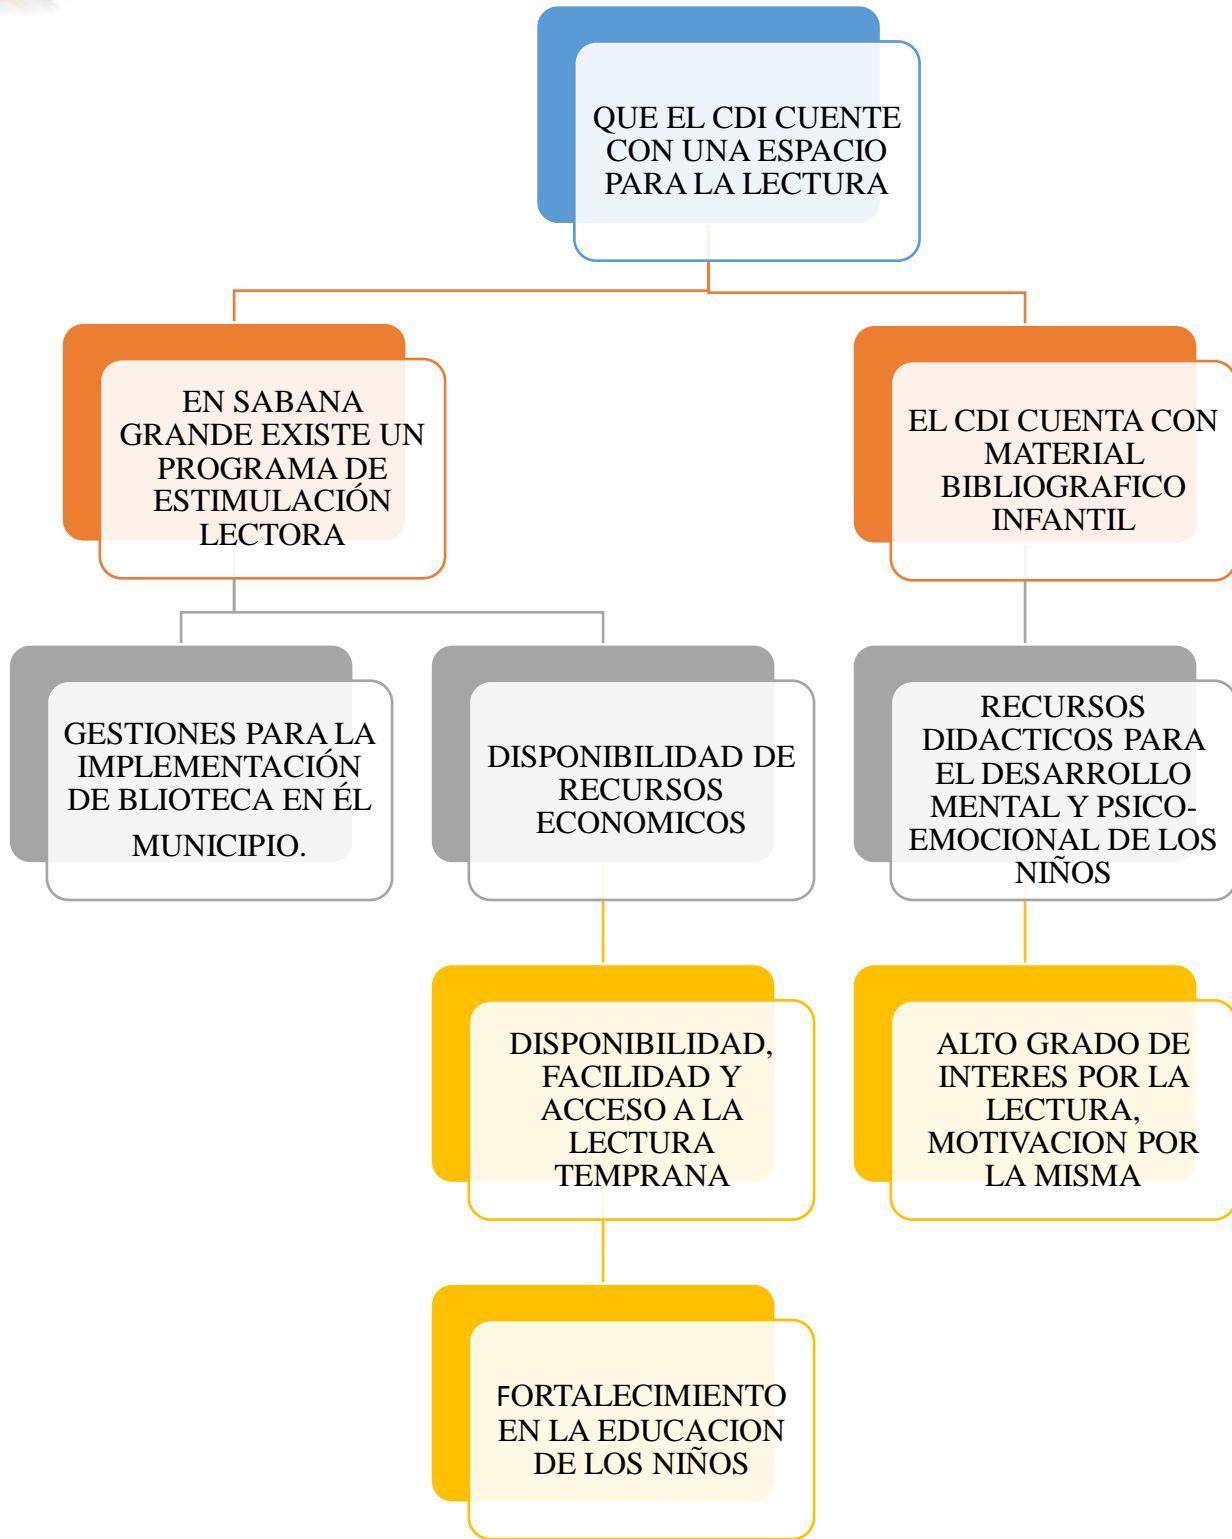 QUE EL CDI CUENTE
CON UNA ESPACIO
PARA LA LECTURA
EN SABANA
GRANDE EXISTE UN
PROGRAMA DE
ESTIMULACIÓN
LECTORA
EL CDI CUENTA CON
MATERIAL
BIBLIOGRAFICO
INFANTIL
GESTIONES PARA LA
IMPLEMENTACIÓN
DE BLIOTECA EN ÉL
MUNICIPIO.
DISPONIBILIDAD DE
RECURSOS
ECONOMICOS
RECURSOS
DIDACTICOS PARA
EL DESARROLLO
MENTAL Y PSICO-
EMOCIONAL DE LOS
NIÑOS
DISPONIBILIDAD,
FACILIDAD Y
ACCESO A LA
LECTURA
TEMPRANA
ALTO GRADO DE
INTERES POR LA
LECTURA,
MOTIVACION POR
LA MISMA
FORTALECIMIENTO
EN LA EDUCACION
DE LOS NIÑOS